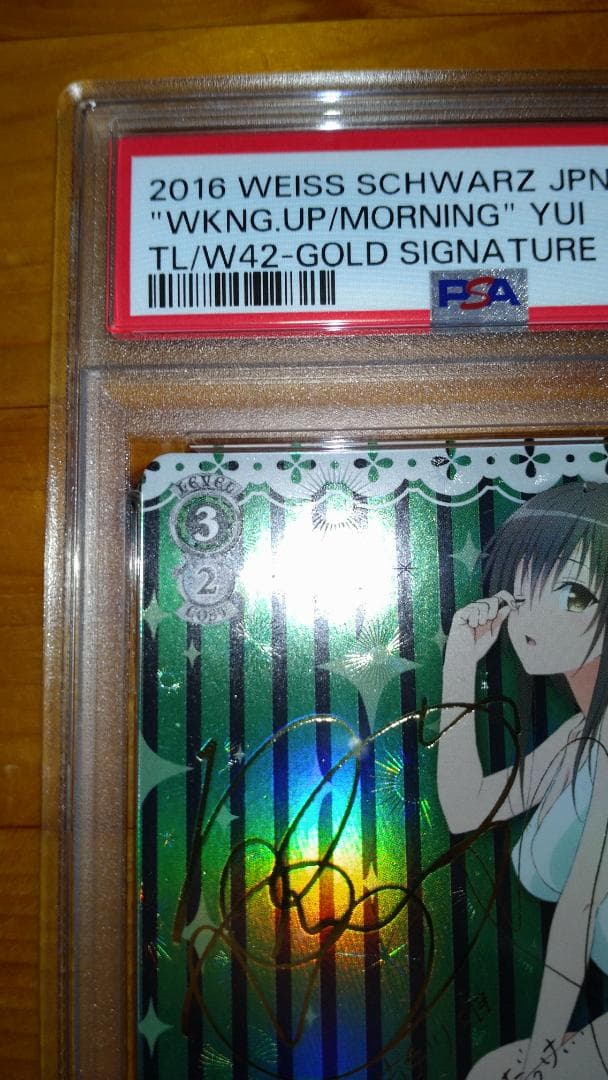 2016 WEISS SCHWARZ JPN
"WKNG.UP/MORNING" YUI
TL/W42-GOLD SIGNATURE
PSA
LEVEL
3
2
COST